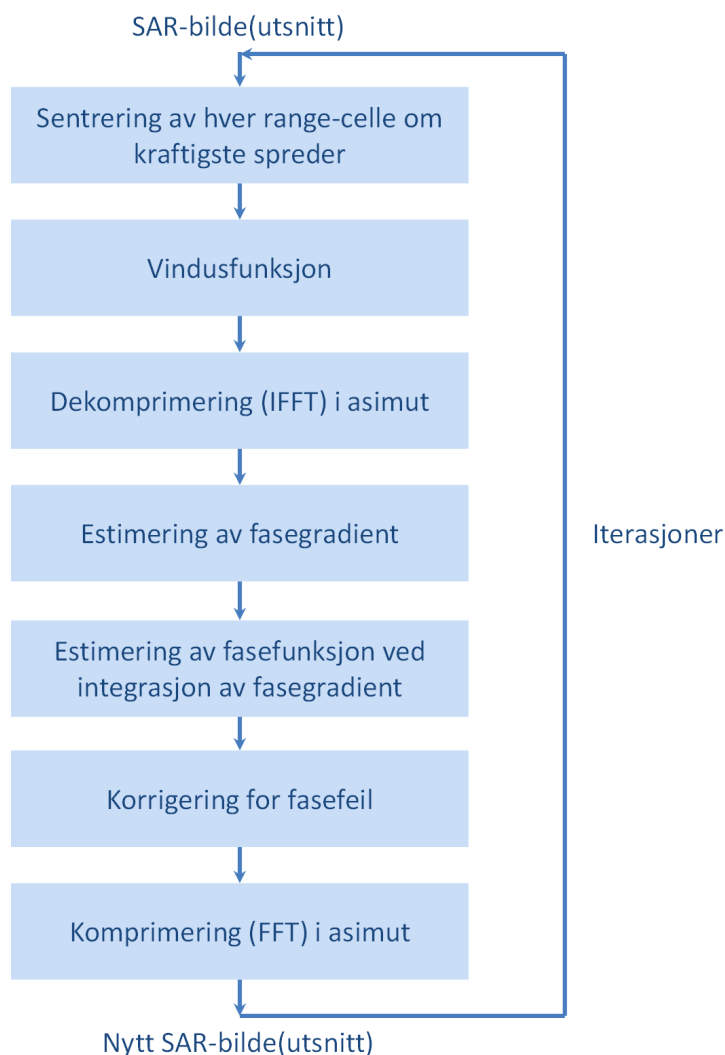 SAR-bilde(utsnitt)
Sentrering av hver range-celle om
kraftigste spreder
Vindusfunksjon
Dekomprimering (IFFT) i asimut
Estimering av fasegradient
Iterasjoner
Estimering av fasefunksjon ved
integrasjon av fasegradient
Korrigering for fasefeil
Komprimering (FFT) i asimut
Nytt SAR-bilde(utsnitt)